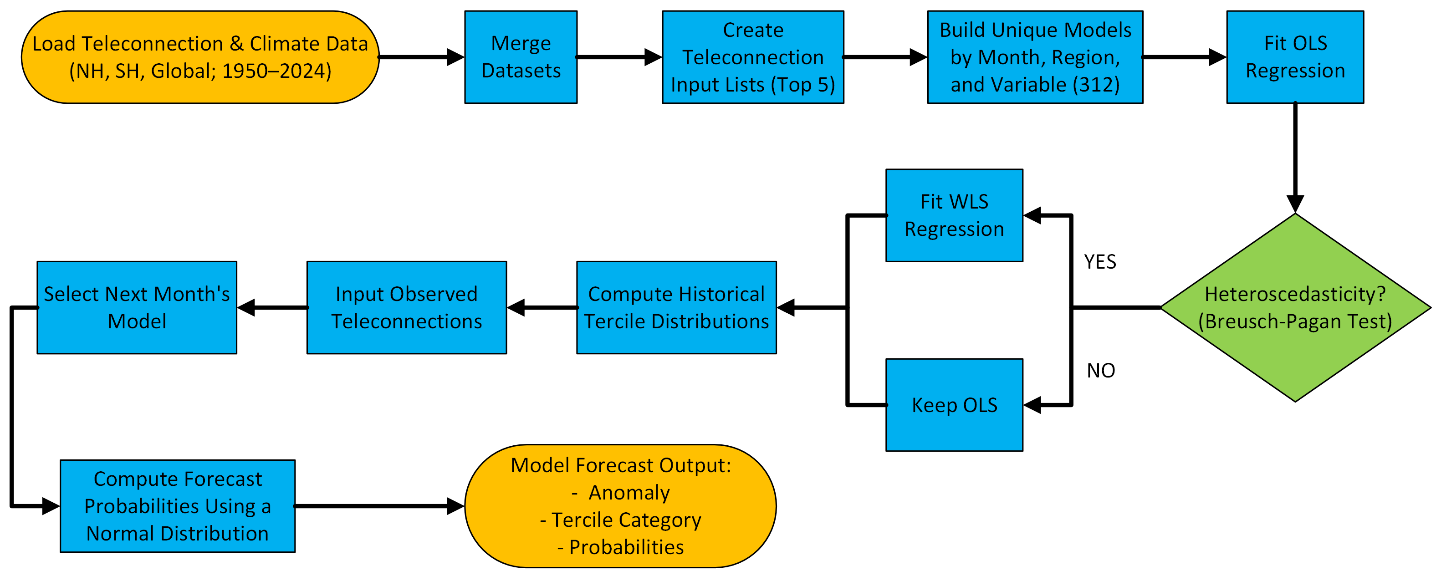 Load Teleconnection & Climate Data
(NH, SH, Global; 1950–2024)
Merge
Datasets
Create
Teleconnection
Input Lists (Top 5)
Build Unique Models
by Month, Region,
and Variable (312)
Fit OLS
Regression
Heteroscedasticity?
(Breusch-Pagan Test)
YES
NO
Fit WLS
Regression
Keep OLS
Compute Historical
Tercile Distributions
Input Observed
Teleconnections
Select Next Month's
Model
Compute Forecast
Probabilities Using a
Normal Distribution
Model Forecast Output:
- Anomaly
- Tercile Category
- Probabilities